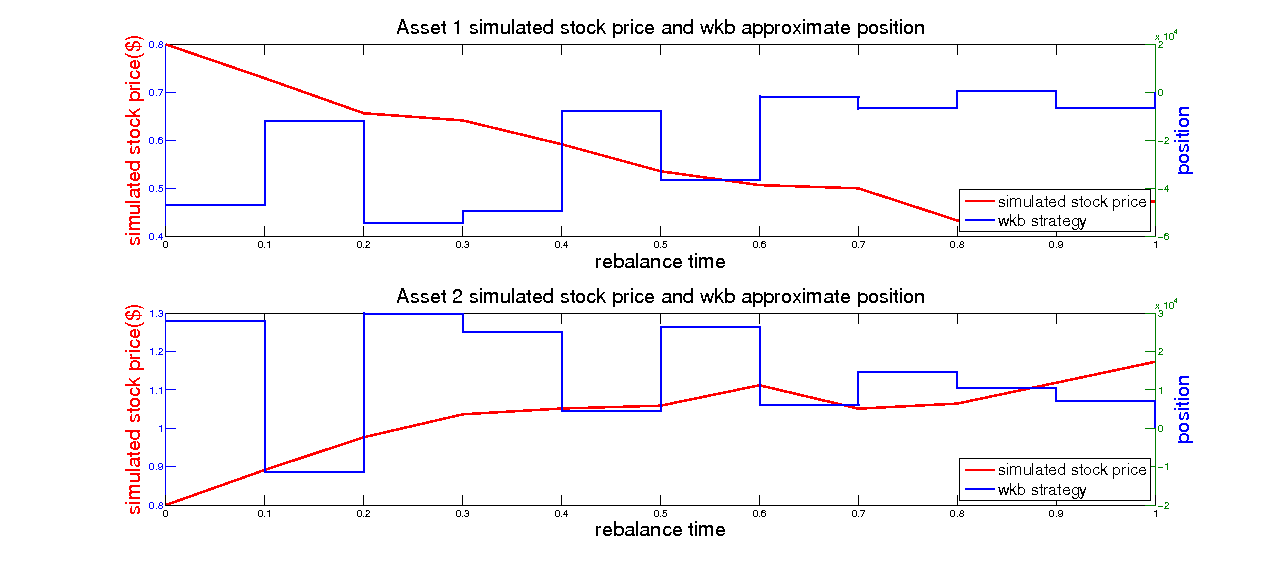 Asset 1 simulated stock price and wkb approximate position
x 10^4
simulated stock price($)
0.8
0.7
0.6
0.5
0.4
2
0
-2
-4
-6
position
simulated stock price
wkb strategy
0 0.1 0.2 0.3 0.4 0.5 0.6 0.7 0.8 0.9 1
rebalance time
Asset 2 simulated stock price and wkb approximate position
x 10^4
simulated stock price($)
1.3
1.2
1.1
1
0.9
0.8
3
2
1
0
-1
-2
position
simulated stock price
wkb strategy
0 0.1 0.2 0.3 0.4 0.5 0.6 0.7 0.8 0.9 1
rebalance time